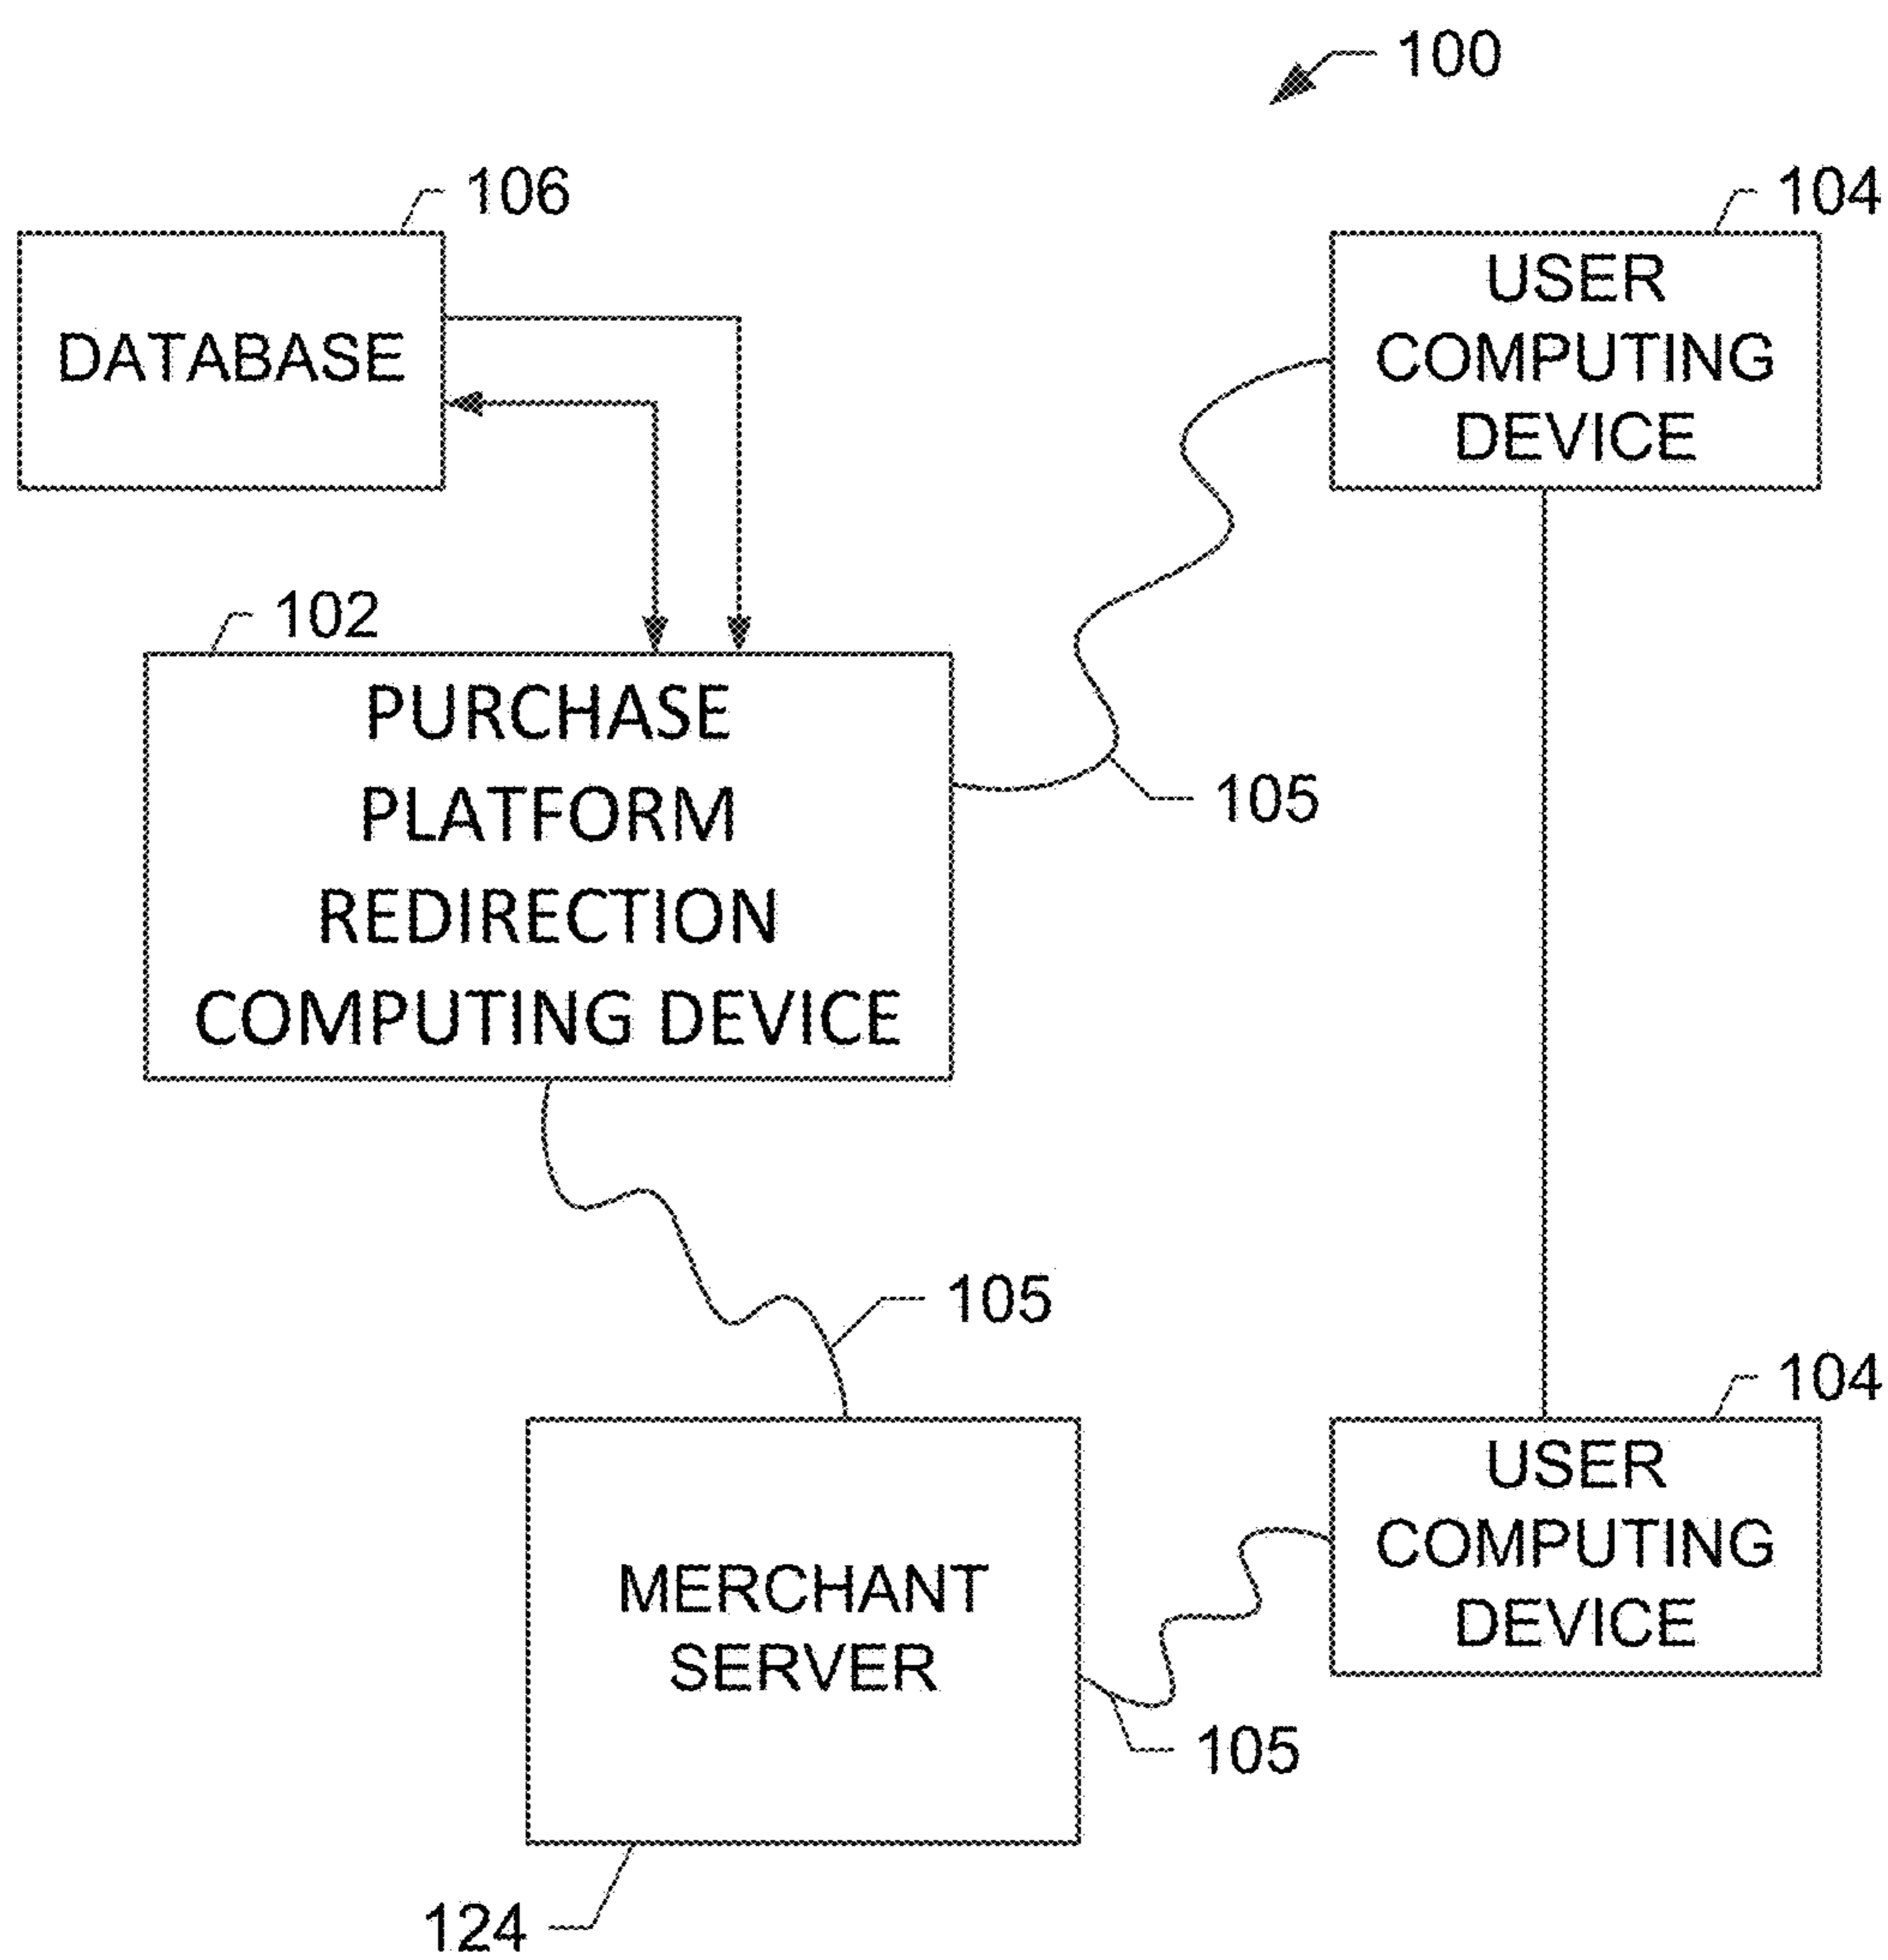 100
106
104
DATABASE
USER
COMPUTING
DEVICE
102
PURCHASE
PLATFORM
REDIRECTION
COMPUTING DEVICE
105
105
104
MERCHANT
SERVER
USER
COMPUTING
DEVICE
105
124